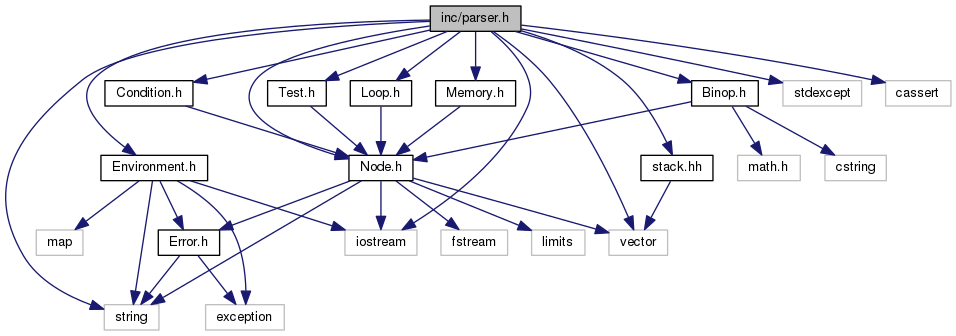 inc/parser.h
Condition.h
Test.h
Loop.h
Memory.h
Binop.h
stdexcept
cassert
Environment.h
Node.h
stack.hh
math.h
cstring
map
Error.h
iostream
fstream
limits
vector
string
exception